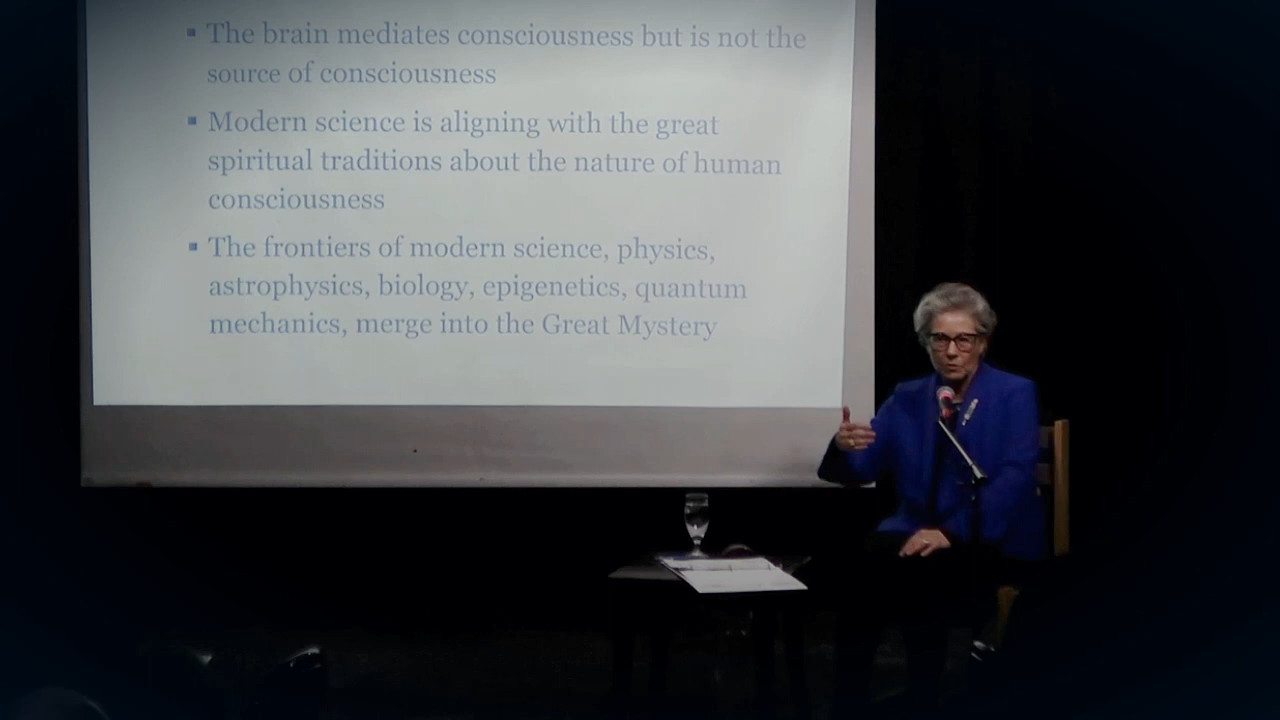 ▪ The brain mediates consciousness but is not the
source of consciousness
▪ Modern science is aligning with the great
spiritual traditions about the nature of human
consciousness
▪ The frontiers of modern science, physics,
astrophysics, biology, epigenetics, quantum
mechanics, merge into the Great Mystery